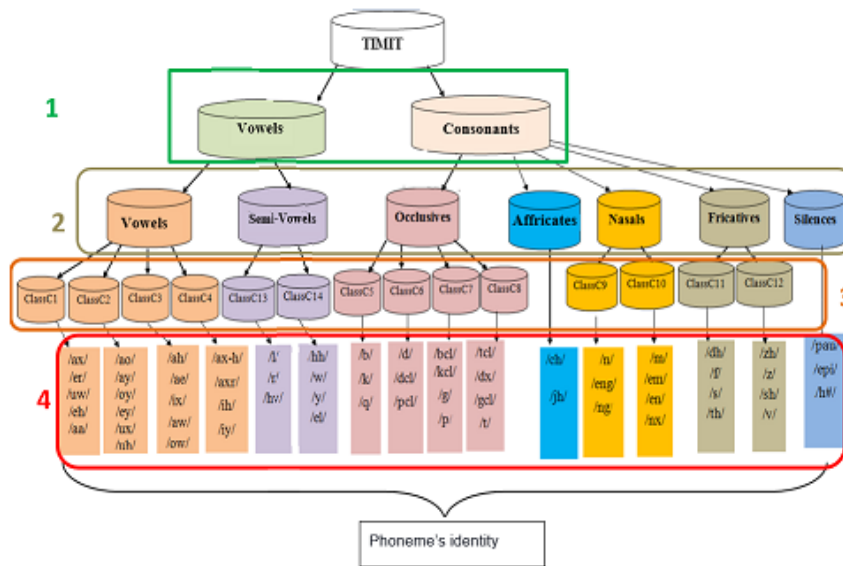 TIMIT
1
Vowels
Consonants
2
Vowels
Semi-Vowels
Occlusives
Affricates
Nasals
Fricatives
Silences
ClassC1
ClassC2
ClassC3
ClassC4
ClassC13
ClassC14
ClassC5
ClassC6
ClassC7
ClassC8
ClassC9
ClassC10
ClassC11
ClassC12
3
4
/ax/
/er/
/uw/
/eh/
/aa/
/ao/
/ay/
/oy/
/ey/
/ux/
/uh/
/ah/
/ae/
/ix/
/aw/
/ow/
/ax-h/
/axr/
/ih/
/iy/
/l/
/r/
/hv/
/hh/
/w/
/y/
/el/
/b/
/k/
/q/
/d/
/dcl/
/pcl/
/bcl/
/kcl/
/g/
/p/
/tcl/
/dx/
/gcl/
/t/
/ch/
/jh/
/n/
/eng/
/ng/
/m/
/em/
/en/
/nx/
/dh/
/f/
/s/
/th/
/zh/
/z/
/sh/
/v/
/pau/
/epi/
/h#/
Phoneme's identity